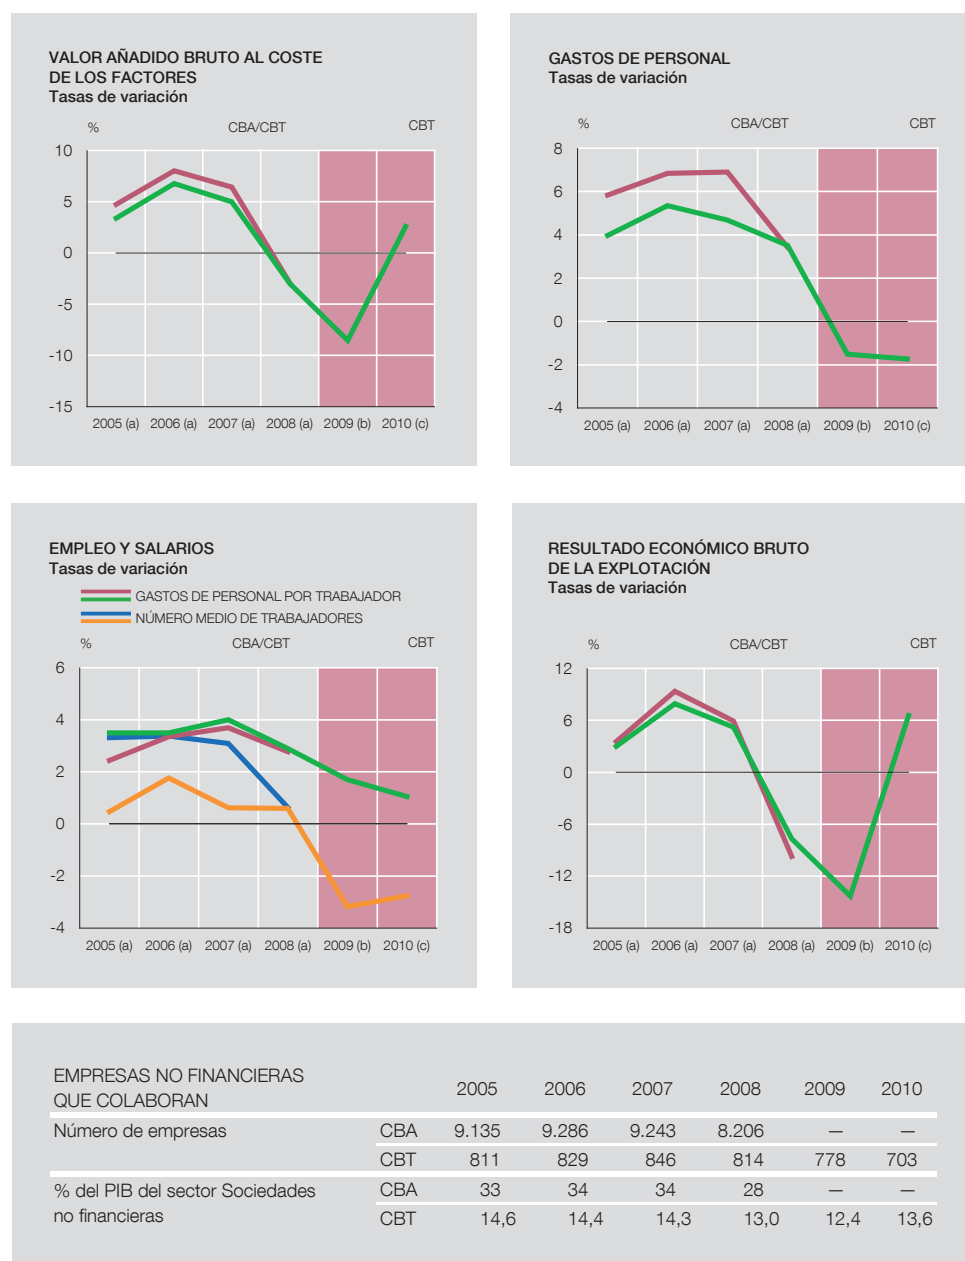 VALOR AÑADIDO BRUTO AL COSTE
DE LOS FACTORES
Tasas de variación
% CBA/CBT CBT
10
5
0
-5
-10
-15
2005 (a) 2006 (a) 2007 (a) 2008 (a) 2009 (b) 2010 (c)
GASTOS DE PERSONAL
Tasas de variación
% CBA/CBT CBT
8
6
4
2
0
-2
-4
2005 (a) 2006 (a) 2007 (a) 2008 (a) 2009 (b) 2010 (c)
EMPLEO Y SALARIOS
Tasas de variación
GASTOS DE PERSONAL POR TRABAJADOR
NÚMERO MEDIO DE TRABAJADORES
% CBA/CBT CBT
6
4
2
0
-2
-4
2005 (a) 2006 (a) 2007 (a) 2008 (a) 2009 (b) 2010 (c)
RESULTADO ECONÓMICO BRUTO
DE LA EXPLOTACIÓN
Tasas de variación
% CBA/CBT CBT
12
6
0
-6
-12
-18
2005 (a) 2006 (a) 2007 (a) 2008 (a) 2009 (b) 2010 (c)
EMPRESAS NO FINANCIERAS
QUE COLABORAN 2005 2006 2007 2008 2009 2010
Número de empresas CBA 9.135 9.286 9.243 8.206 — —
CBT 811 829 846 814 778 703
% del PIB del sector Sociedades CBA 33 34 34 28 — —
no financieras CBT 14,6 14,4 14,3 13,0 12,4 13,6